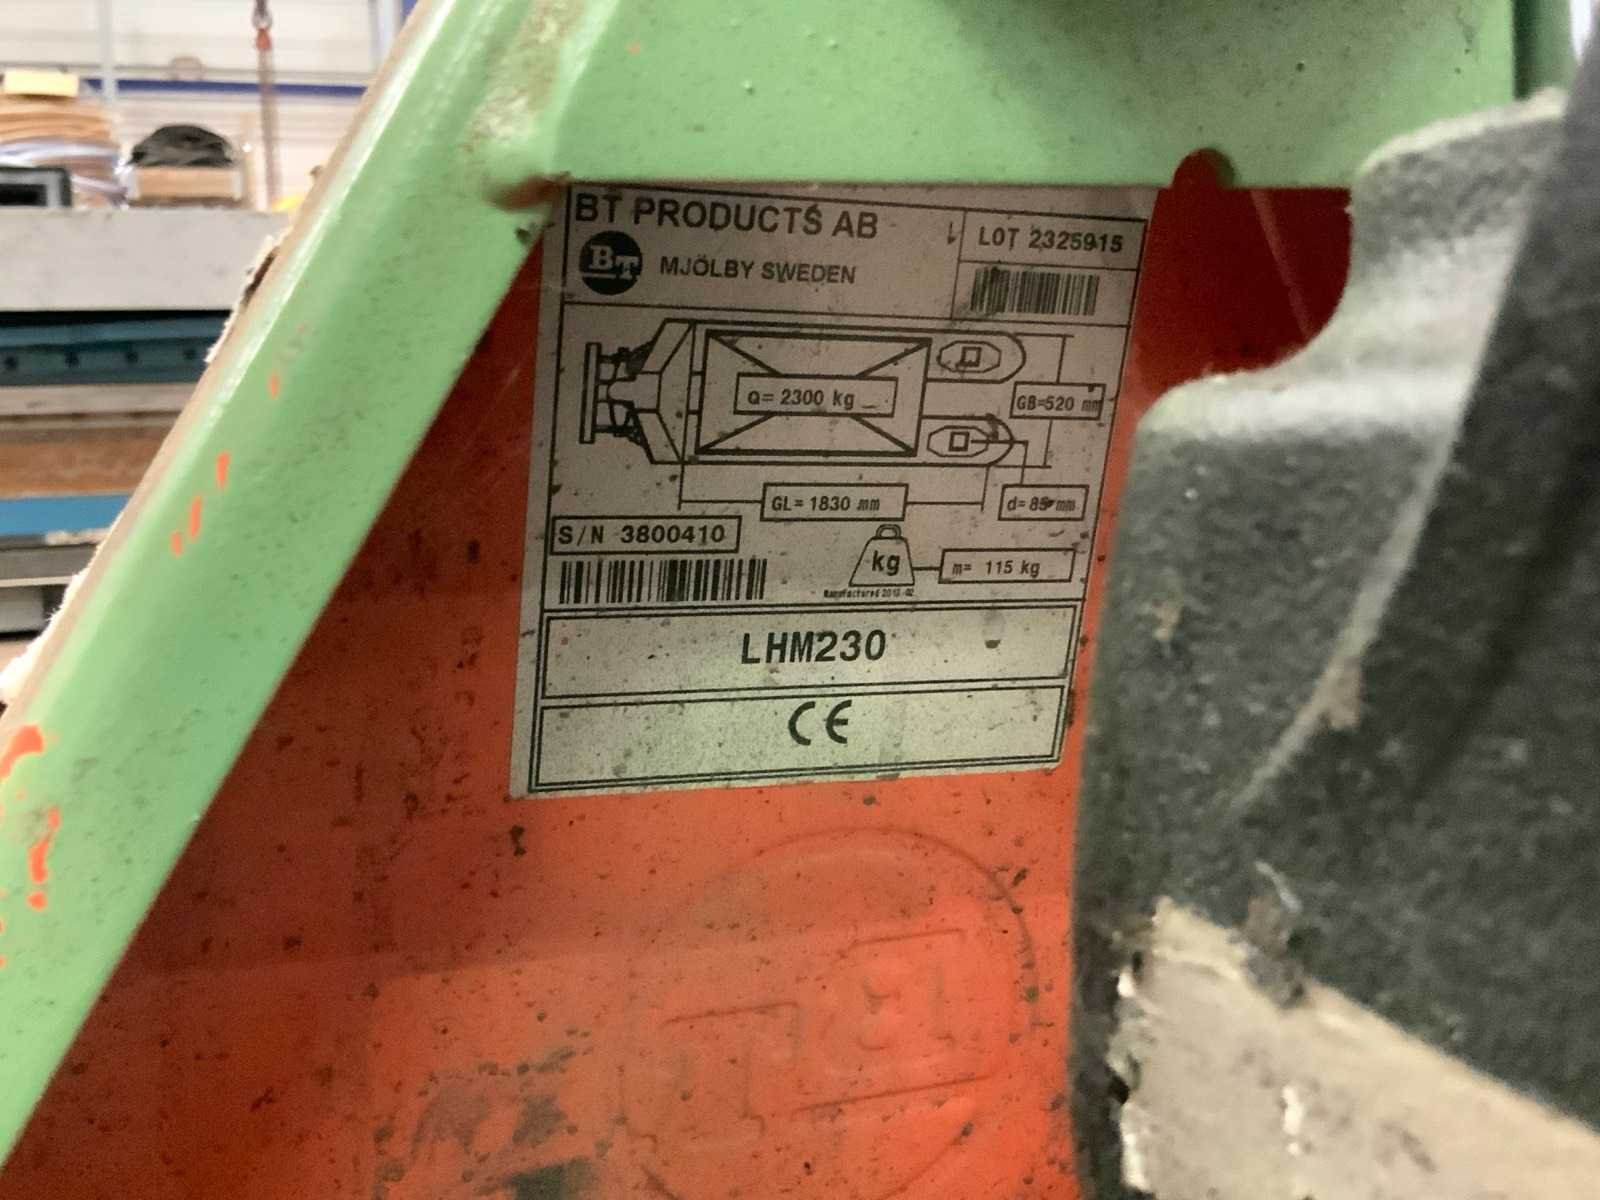 BT PRODUCTS AB
LOT 2325915
BT MJÖLBY SWEDEN
Q= 2300 kg
GB=520 mm
GL= 1830 mm
d= 85 mm
S/N 3800410
kg
m= 115 kg
LHM230
CE
BT